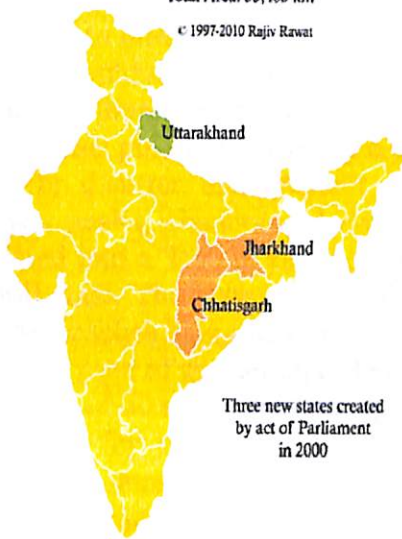 © 1997-2010 Rajiv Rawat
Uttarakhand
Jharkhand
Chhatisgarh
Three new states created
by act of Parliament
in 2000